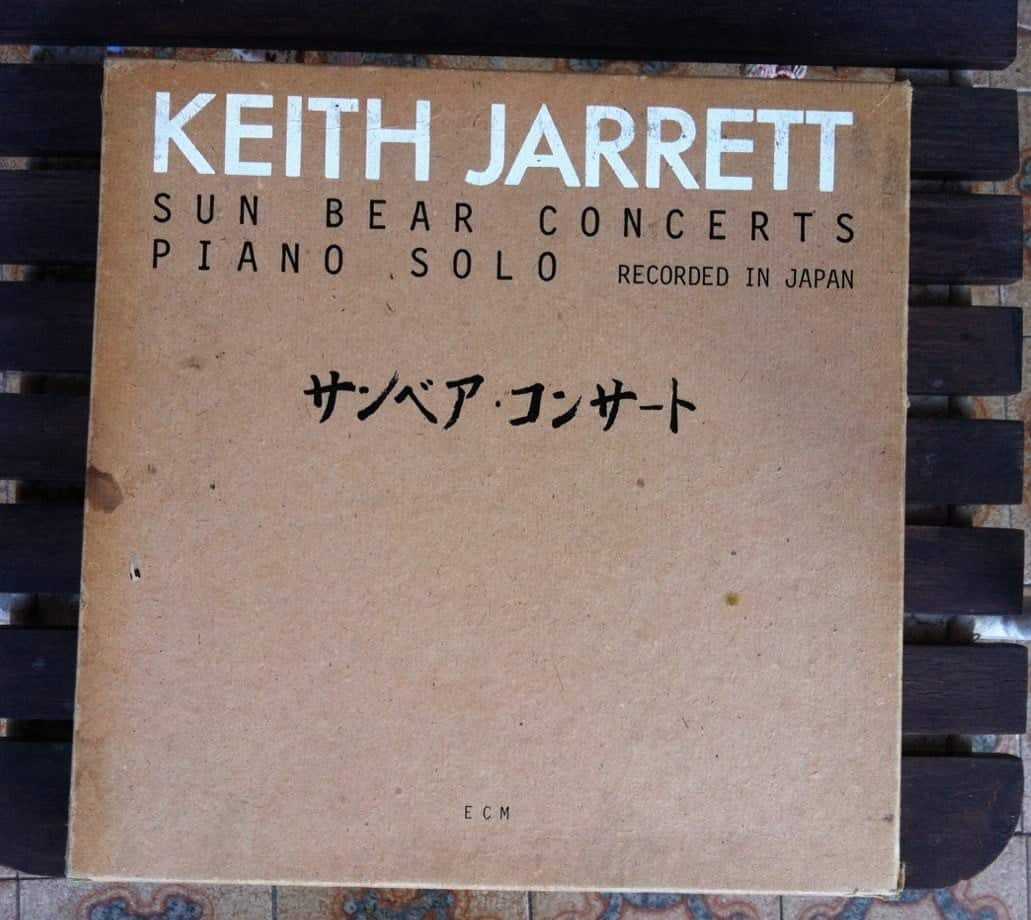 KEITH JARRETT
SUN BEAR CONCERTS
PIANO SOLO RECORDED IN JAPAN
サンベア・コンサート
ECM